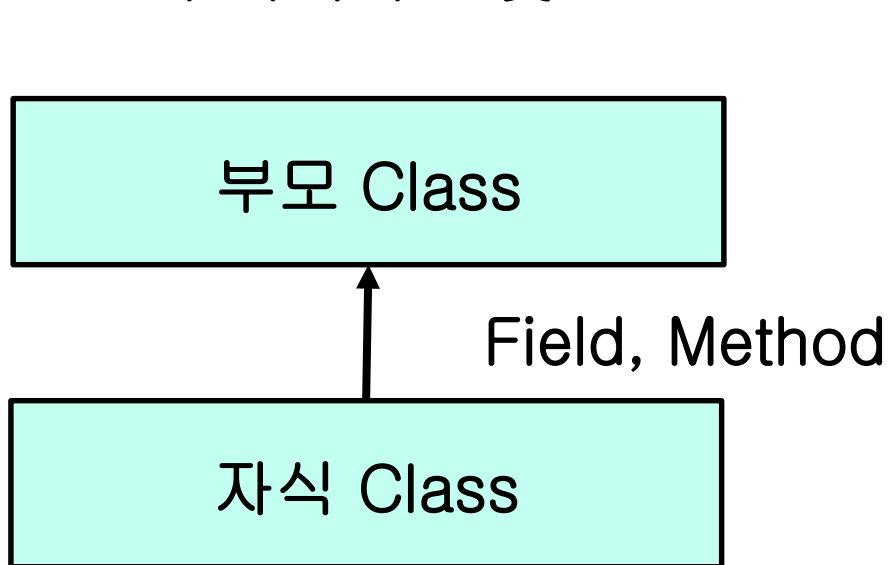 부모 Class
Field, Method
자식 Class